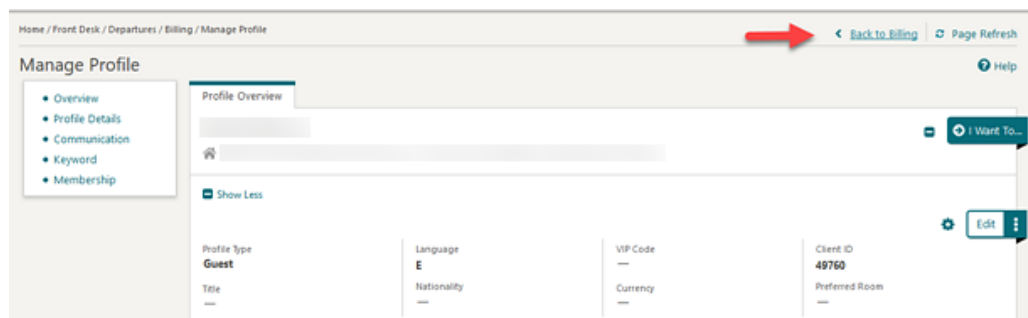 Home / Front Desk / Departures / Billing / Manage Profile
Back to Billing
Page Refresh
Manage Profile
Help
Overview
Profile Details
Communication
Keyword
Membership
Profile Overview
I Want To...
Show Less
Edit
Profile Type
Language
VIP Code
Client ID
Guest
E
—
49760
Title
Nationality
Currency
Preferred Room
—
—
—
—